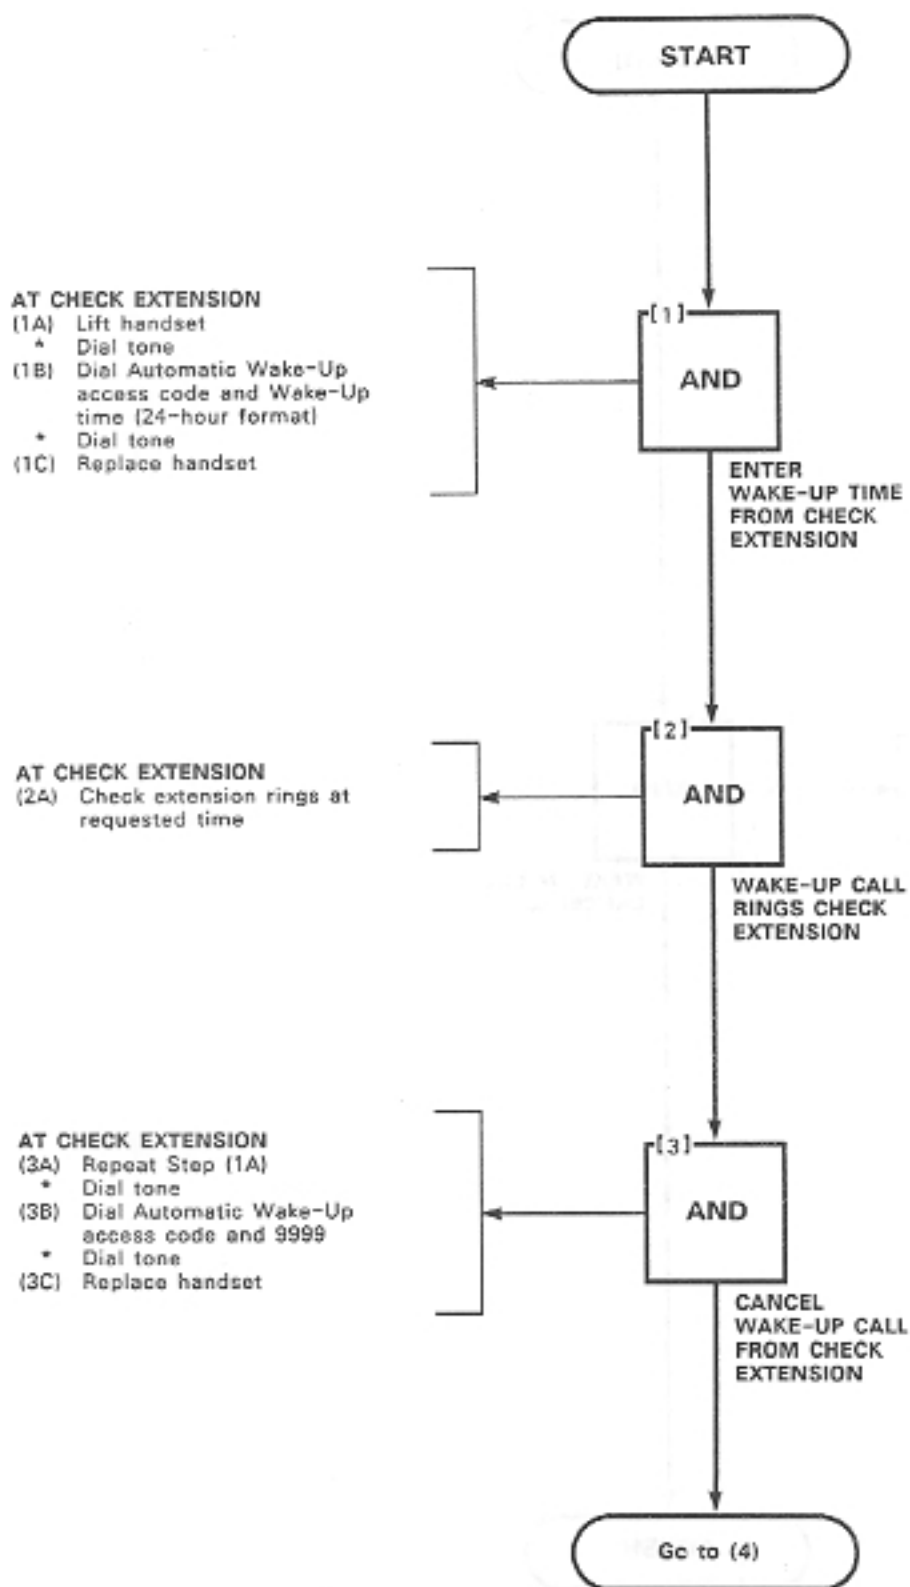 START
AT CHECK EXTENSION
(1A) Lift handset
* Dial tone
(1B) Dial Automatic Wake-Up
access code and Wake-Up
time (24-hour format)
* Dial tone
(1C) Replace handset
[1]
AND
ENTER
WAKE-UP TIME
FROM CHECK
EXTENSION
AT CHECK EXTENSION
(2A) Check extension rings at
requested time
[2]
AND
WAKE-UP CALL
RINGS CHECK
EXTENSION
AT CHECK EXTENSION
(3A) Repeat Step (1A)
* Dial tone
(3B) Dial Automatic Wake-Up
access code and 9999
* Dial tone
(3C) Replace handset
[3]
AND
CANCEL
WAKE-UP CALL
FROM CHECK
EXTENSION
Go to (4)